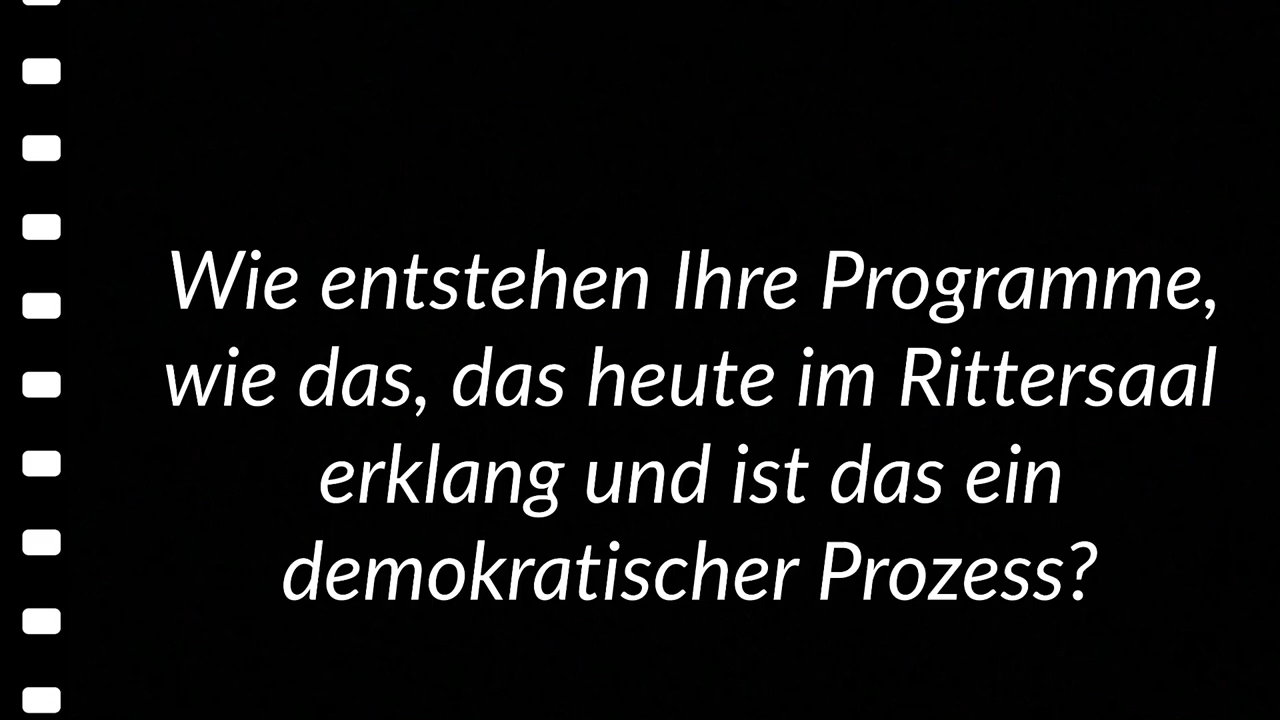 Wie entstehen Ihre Programme,
wie das, das heute im Rittersaal
erklang und ist das ein
demokratischer Prozess?